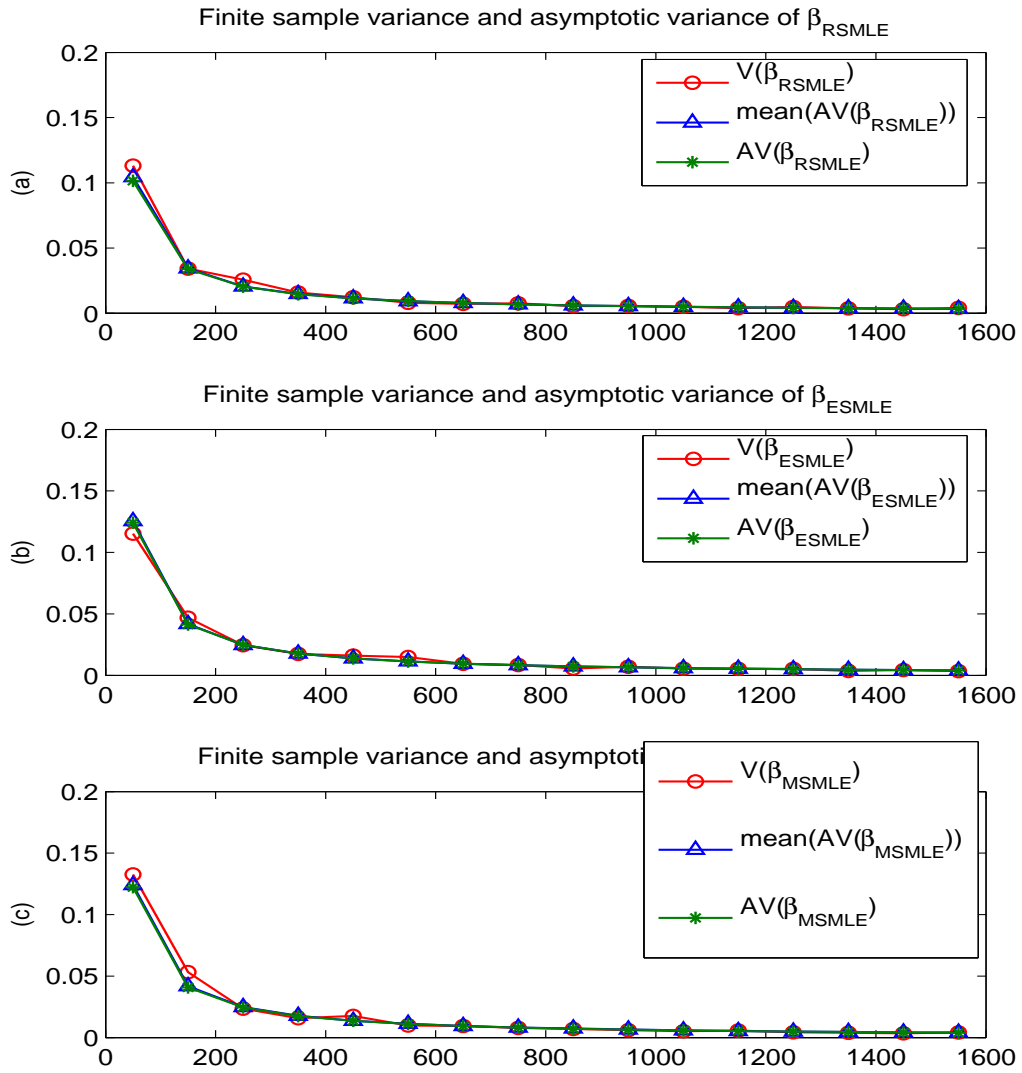 Finite sample variance and asymptotic variance of β_RSMLE
0.2
0.15
0.1
0.05
0
(a)
V(β_RSMLE)
mean(AV(β_RSMLE))
AV(β_RSMLE)
0 200 400 600 800 1000 1200 1400 1600
Finite sample variance and asymptotic variance of β_ESMLE
0.2
0.15
0.1
0.05
0
(b)
V(β_ESMLE)
mean(AV(β_ESMLE))
AV(β_ESMLE)
0 200 400 600 800 1000 1200 1400 1600
Finite sample variance and asymptoti
0.2
0.15
0.1
0.05
0
(c)
V(β_MSMLE)
mean(AV(β_MSMLE))
AV(β_MSMLE)
0 200 400 600 800 1000 1200 1400 1600